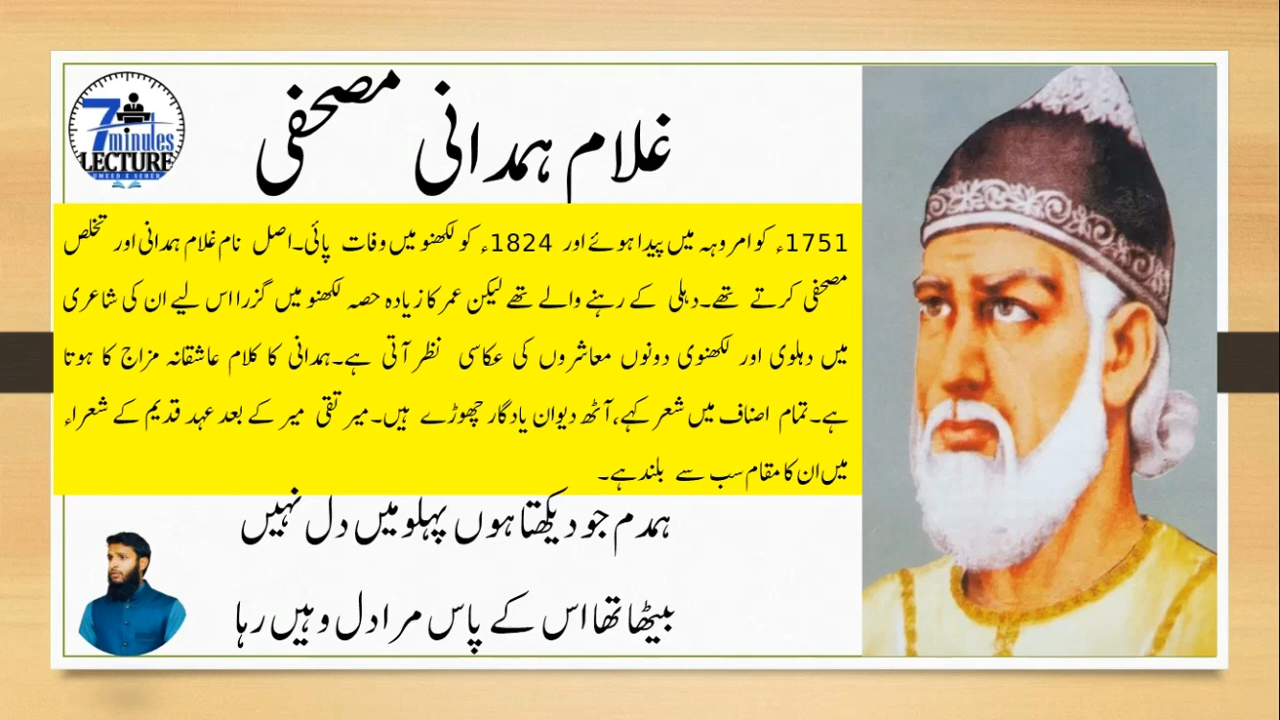 7
minutes
LECTURE
UMEED E SEHER
غلام ہمدانی مصحفی
1751ء کو امروہہ میں پیدا ہوئے اور 1824ء کو لکھنو میں وفات پائی۔اصل نام غلام ہمدانی اور تخلص
مصحفی کرتے تھے۔دہلی کے رہنے والے تھے لیکن عمر کا زیادہ حصہ لکھنو میں گزرا اس لیے ان کی شاعری
میں دہلوی اور لکھنوی دونوں معاشروں کی عکاسی نظر آتی ہے۔ہمدانی کا کلام عاشقانہ مزاج کا ہوتا
ہے۔تمام اصناف میں شعر کہے،آٹھ دیوان یادگار چھوڑے ہیں۔میر تقی میر کے بعد عہد قدیم کے شعراء
میں ان کا مقام سب سے بلند ہے۔
ہمدم جو دیکھتا ہوں پہلو میں دل نہیں
بیٹھا تھا اس کے پاس مرا دل وہیں رہا